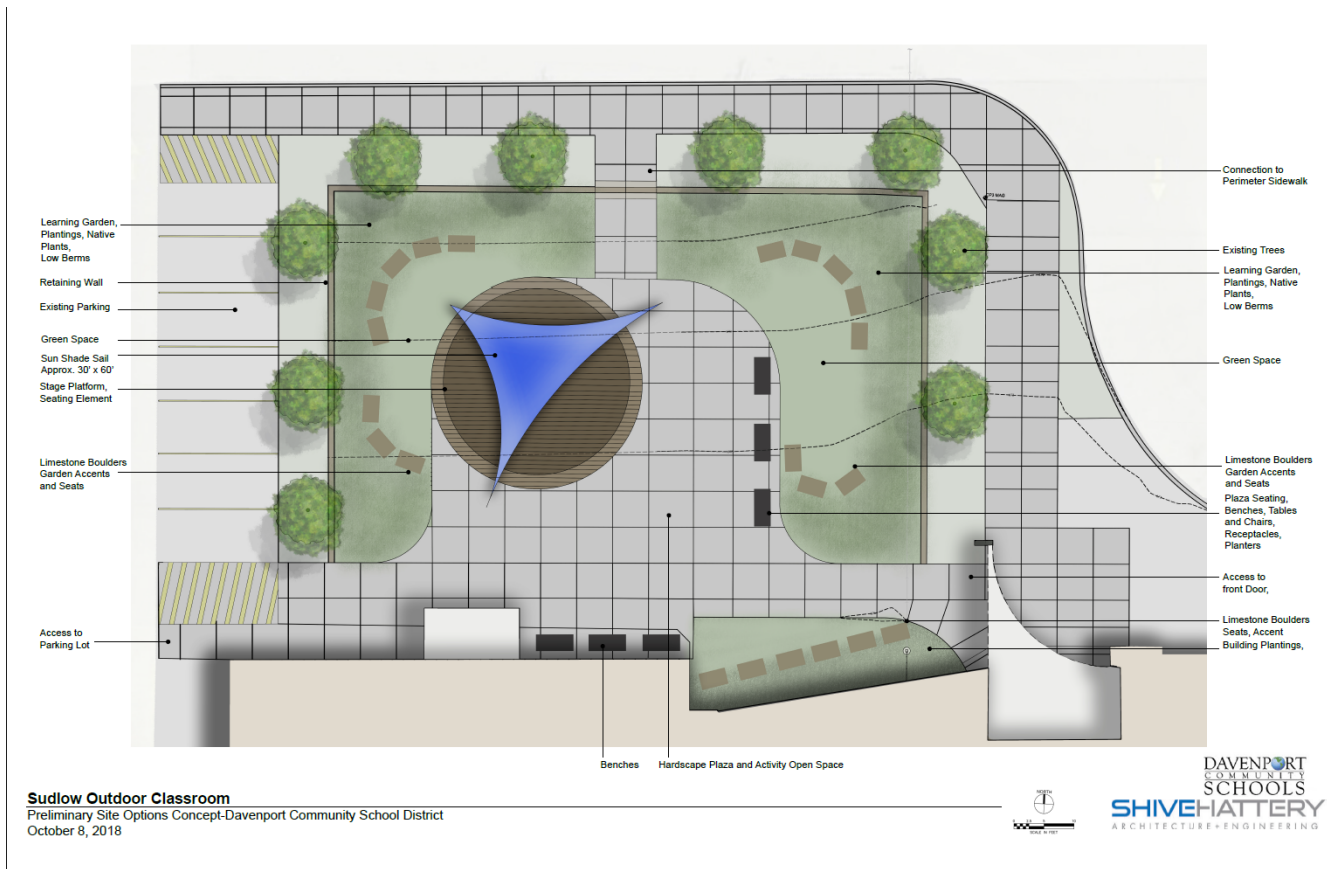 Connection to
Perimeter Sidewalk
Learning Garden,
Plantings, Native
Plants,
Low Berms
Retaining Wall
Existing Parking
Green Space
Sun Shade Sail
Approx. 30' x 60'
Stage Platform,
Seating Element
Limestone Boulders
Garden Accents
and Seats
Access to
Parking Lot
Existing Trees
Learning Garden,
Plantings, Native
Plants,
Low Berms
Green Space
Limestone Boulders
Garden Accents
and Seats
Plaza Seating,
Benches, Tables
and Chairs,
Receptacles,
Planters
Access to
front Door,
Limestone Boulders
Seats, Accent
Building Plantings,
Benches
Hardscape Plaza and Activity Open Space
Sudlow Outdoor Classroom
Preliminary Site Options Concept-Davenport Community School District
October 8, 2018
NORTH
SCALE IN FEET
DAVENPORT
COMMUNITY
SCHOOLS
SHIVEHATTERY
ARCHITECTURE+ENGINEERING